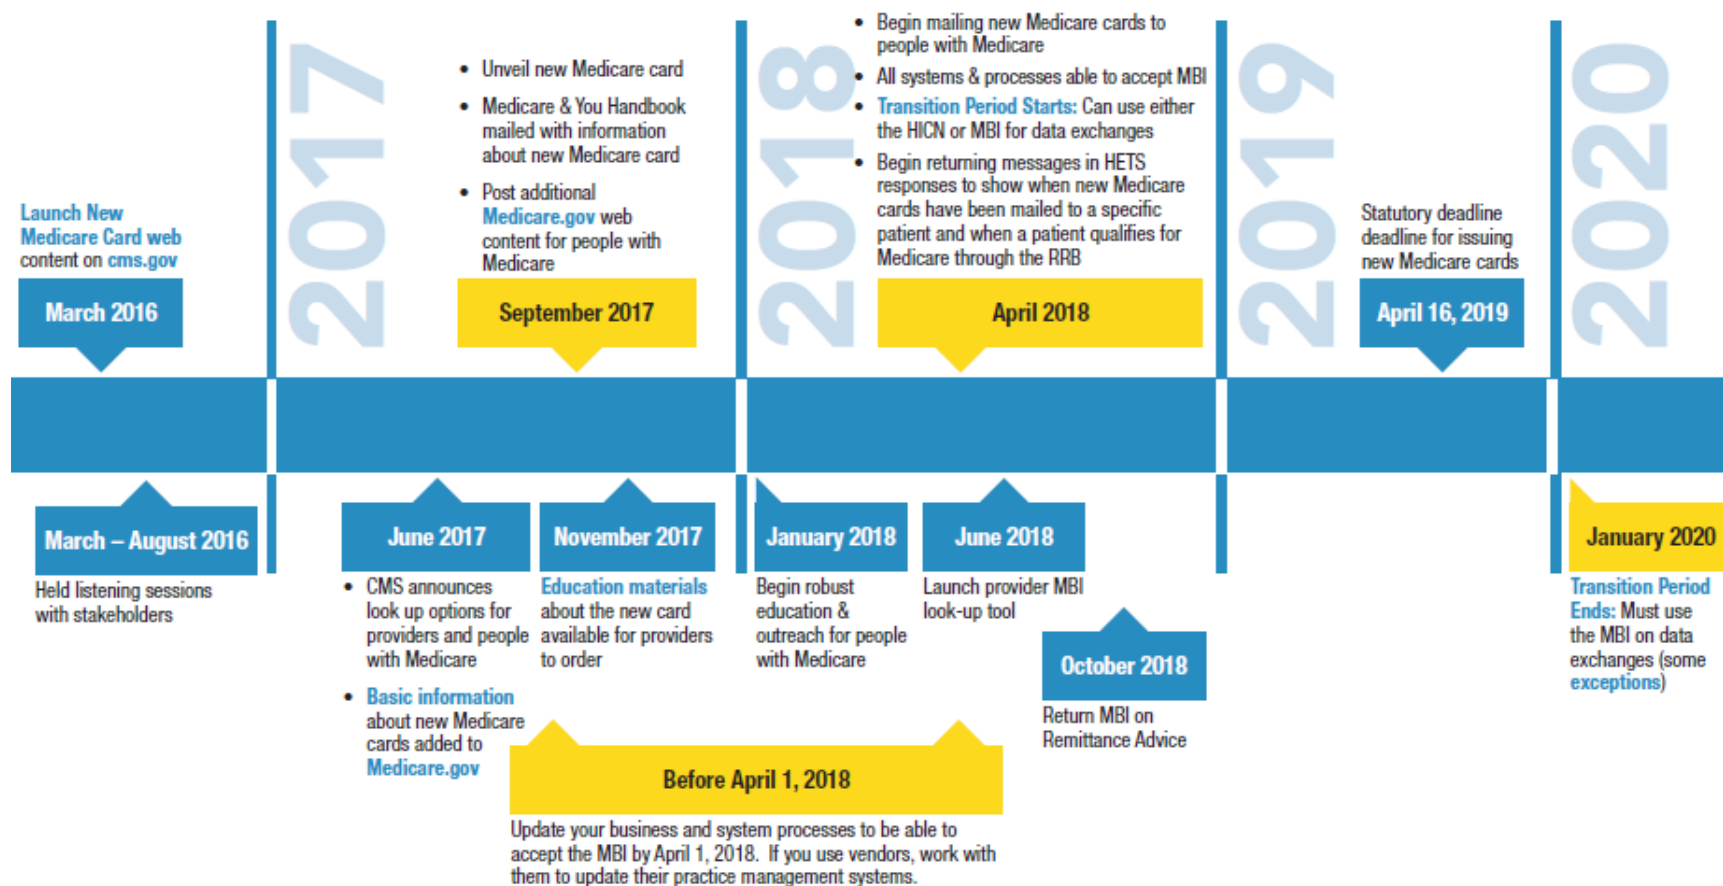 2017
2018
2019
2020
Launch New
Medicare Card web
content on cms.gov
March 2016
• Unveil new Medicare card
• Medicare & You Handbook
mailed with information
about new Medicare card
• Post additional
Medicare.gov web
content for people with
Medicare
September 2017
• Begin mailing new Medicare cards to
people with Medicare
• All systems & processes able to accept MBI
• Transition Period Starts: Can use either
the HICN or MBI for data exchanges
• Begin returning messages in HETS
responses to show when new Medicare
cards have been mailed to a specific
patient and when a patient qualifies for
Medicare through the RRB
April 2018
Statutory deadline
deadline for issuing
new Medicare cards
April 16, 2019
March – August 2016
Held listening sessions
with stakeholders
June 2017
• CMS announces
look up options for
providers and people
with Medicare
• Basic information
about new Medicare
cards added to
Medicare.gov
November 2017
Education materials
about the new card
available for providers
to order
January 2018
Begin robust
education &
outreach for people
with Medicare
June 2018
Launch provider MBI
look-up tool
October 2018
Return MBI on
Remittance Advice
January 2020
Transition Period
Ends: Must use
the MBI on data
exchanges (some
exceptions)
Before April 1, 2018
Update your business and system processes to be able to
accept the MBI by April 1, 2018. If you use vendors, work with
them to update their practice management systems.